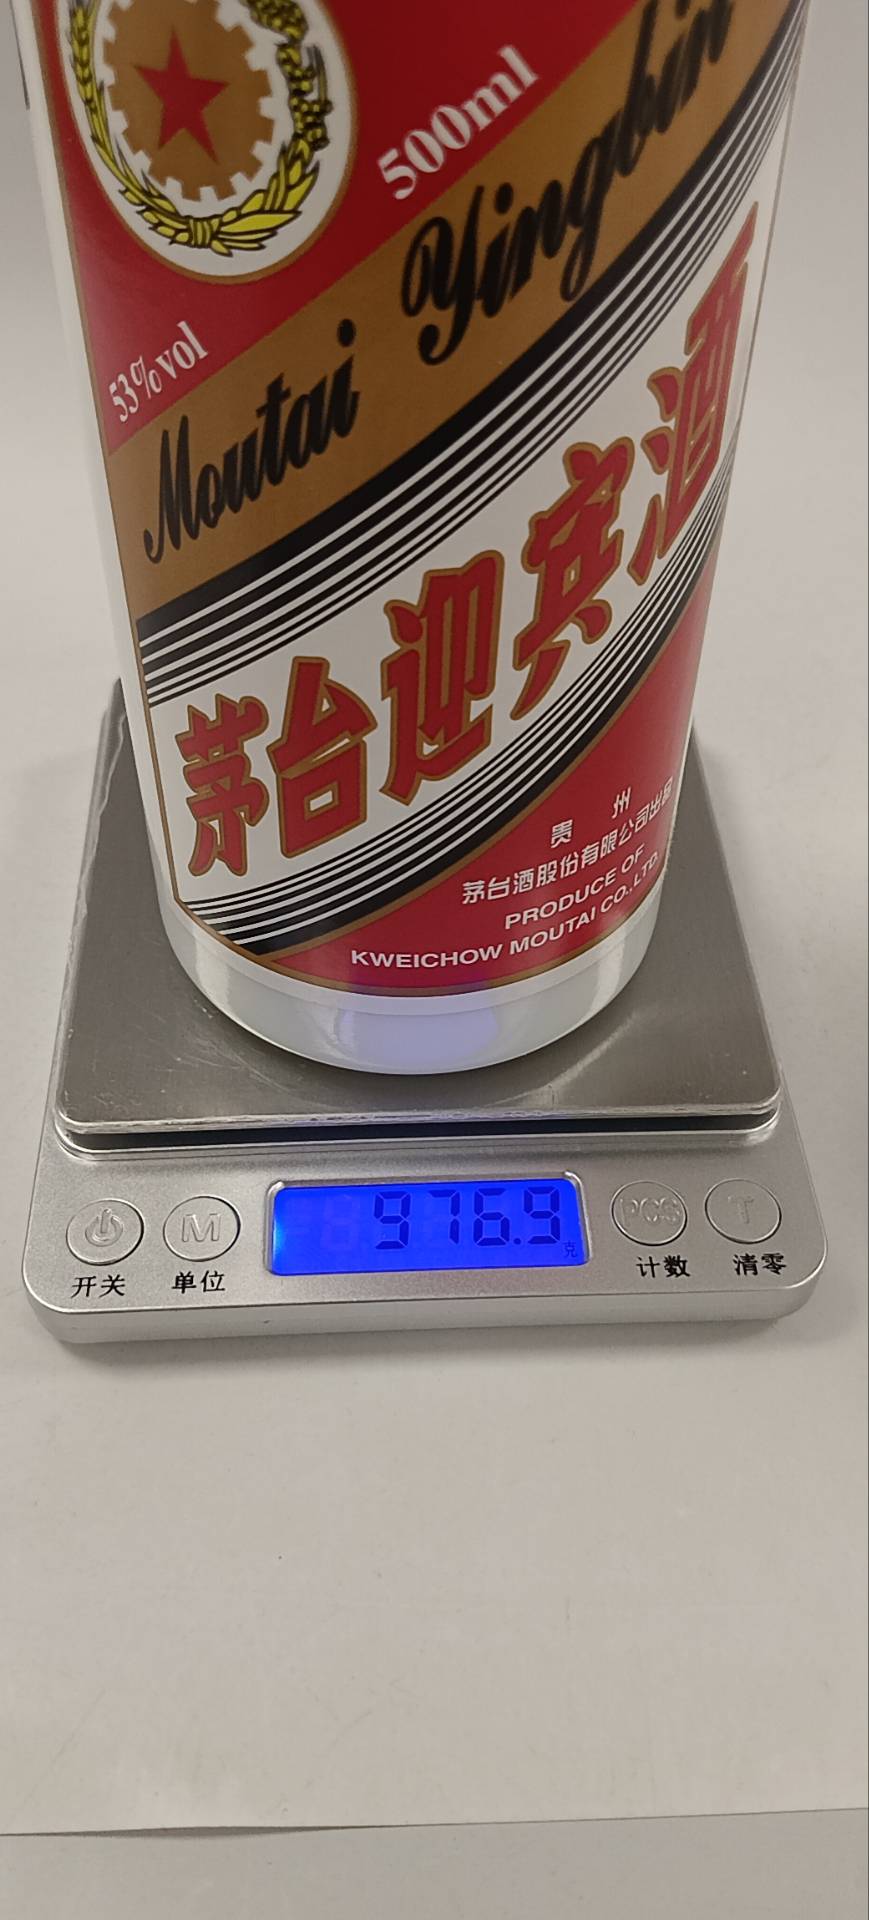 500ml
53%vol
Moutai Yingbin
茅台迎宾酒
贵州
茅台酒股份有限公司出品
PRODUCE OF
KWEICHOW MOUTAI CO.,LTD.
976.9
克
M
PCS
T
开关
单位
计数
清零